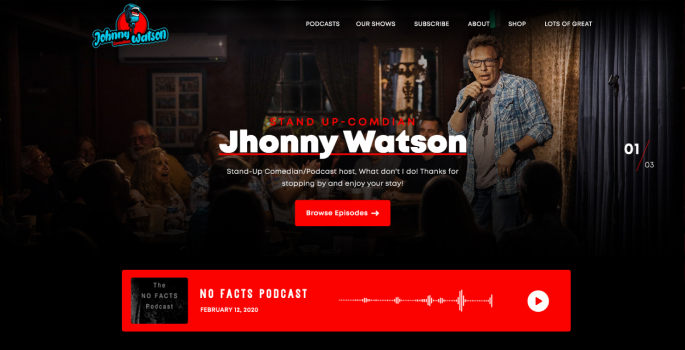 Johnny Watson
PODCASTS OUR SHOWS SUBSCRIBE ABOUT SHOP LOTS OF GREAT
STAND UP-COMDIAN
Jhonny Watson
Stand-Up Comedian/Podcast host, What don't I do! Thanks for
stopping by and enjoy your stay!
01
03
Browse Episodes
The
NO FACTS
Podcast
NO FACTS PODCAST
FEBRUARY 12, 2020